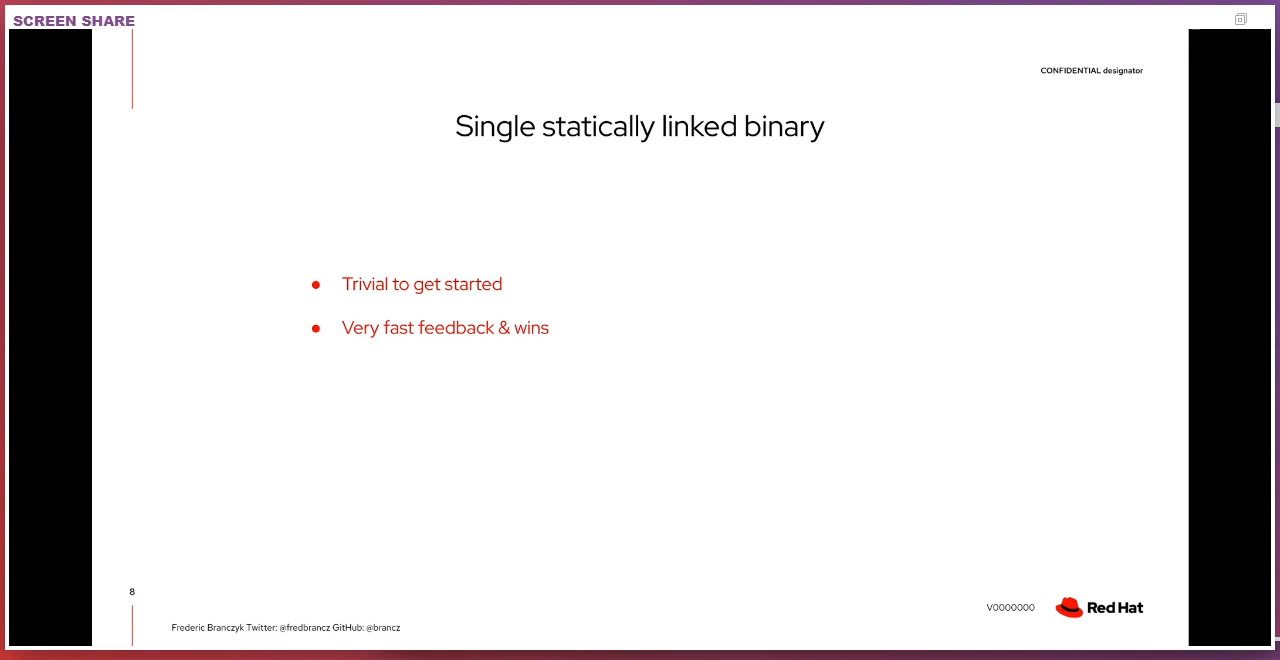 SCREEN SHARE
CONFIDENTIAL designator
Single statically linked binary
Trivial to get started
Very fast feedback & wins
8
V0000000
Red Hat
Frederic Branczyk Twitter: @fredbrancz GitHub: @brancz